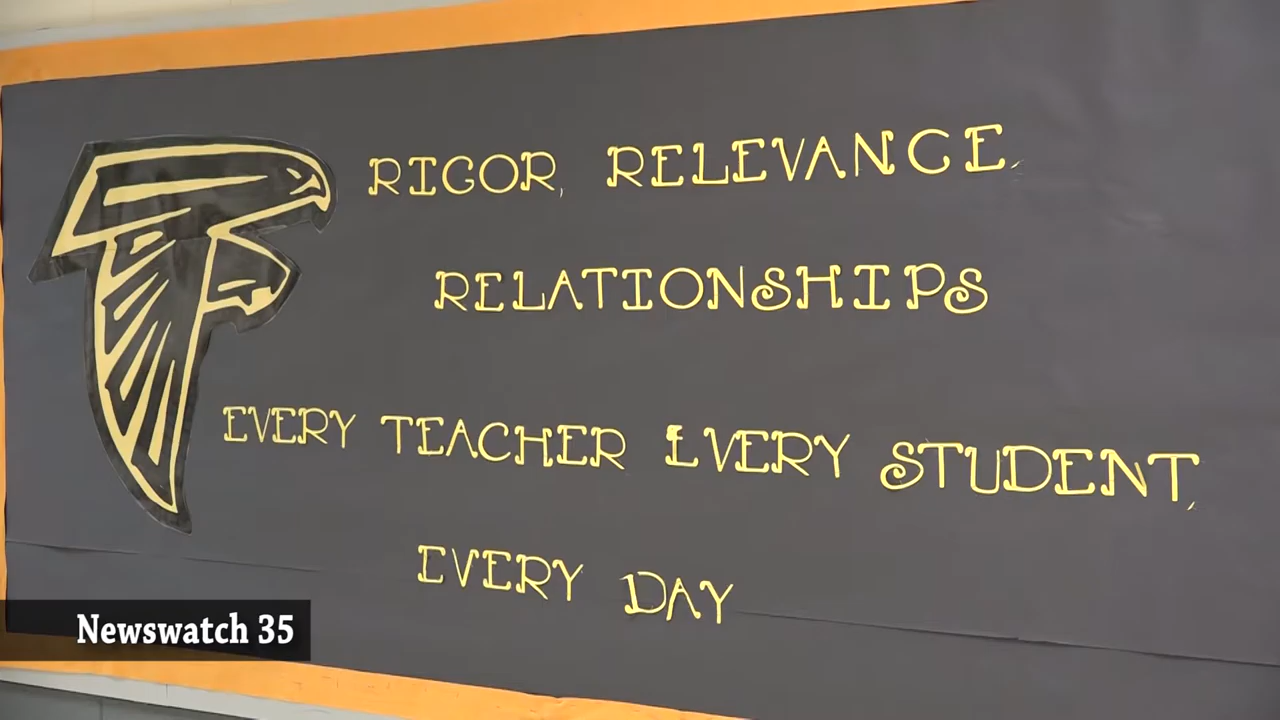 RIGOR, RELEVANCE,
RELATIONSHIPS
EVERY TEACHER EVERY STUDENT,
EVERY DAY
Newswatch 35